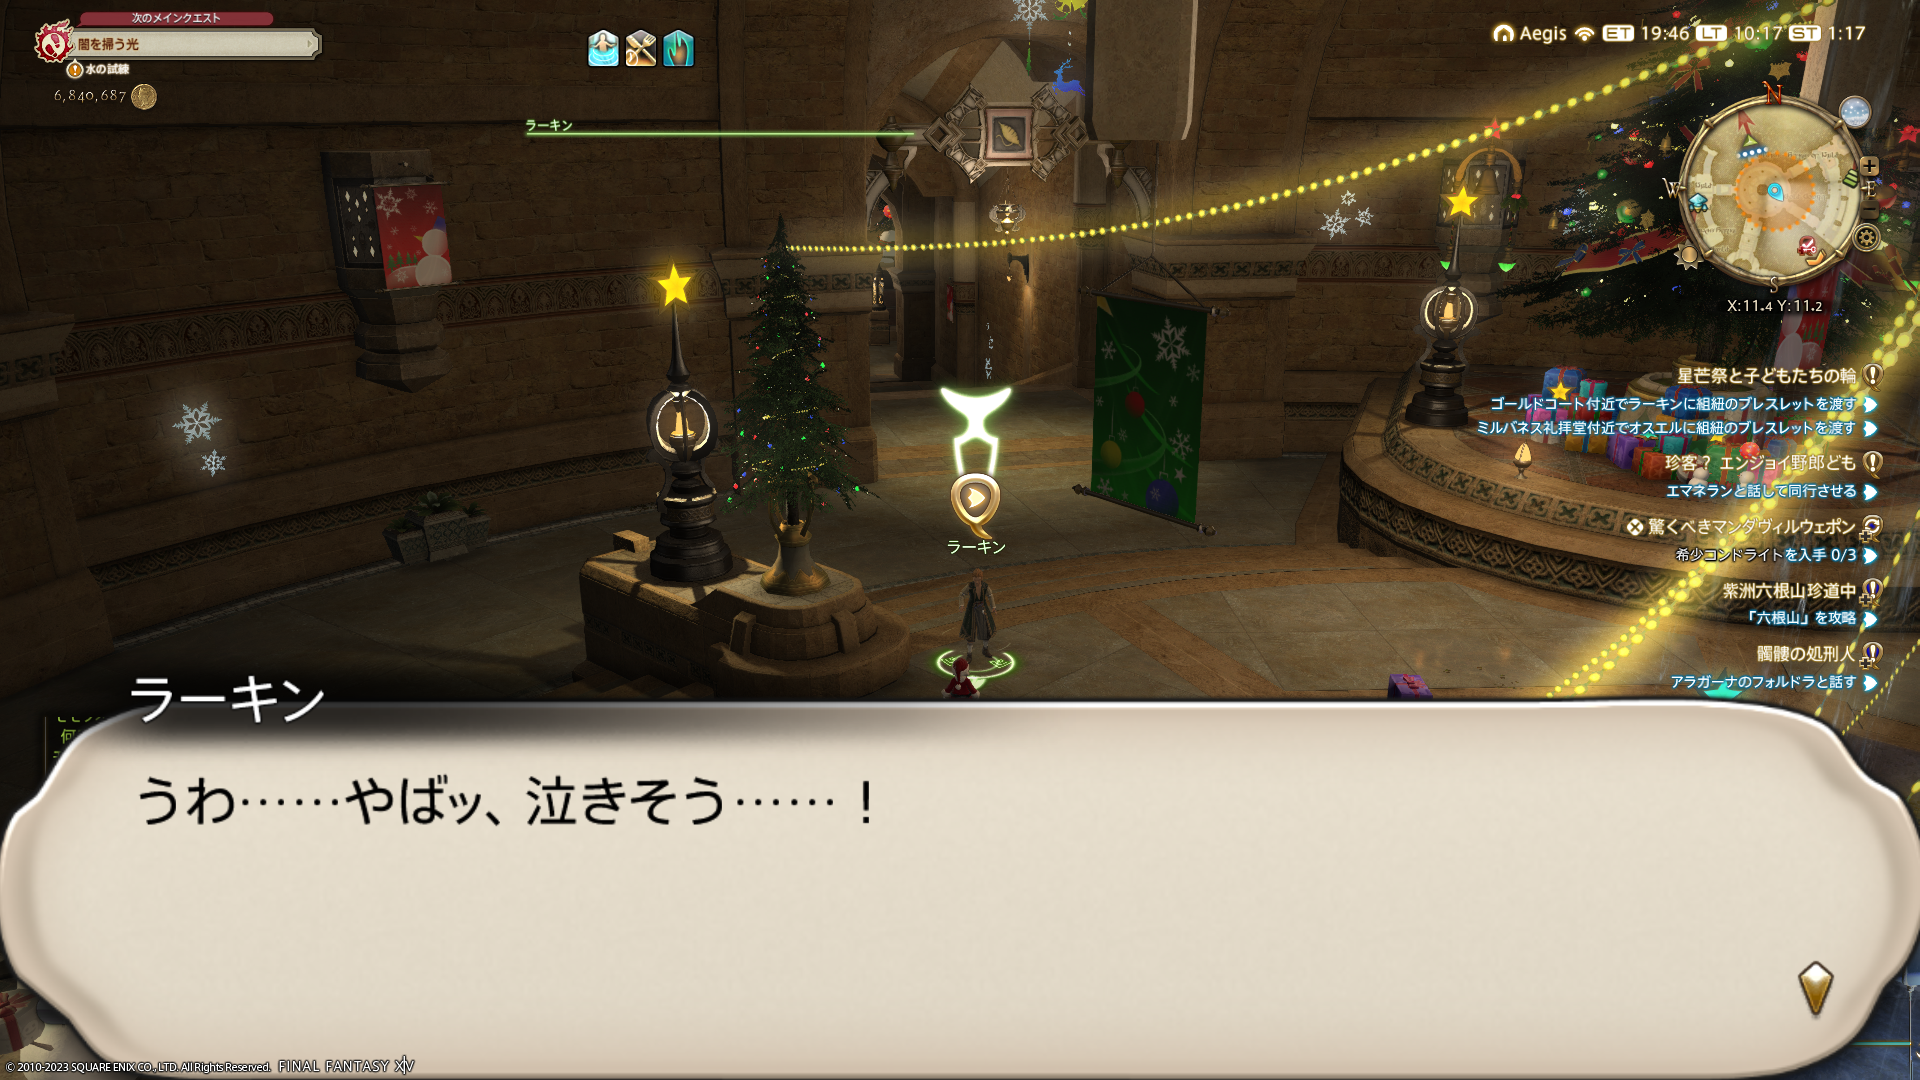 次のメインクエスト
闇を掃う光
水の試練
6,840,687
Aegis ET 19:46 LT 10:17 ST 1:17
ラーキン
N
W
E
S
X:11.4 Y:11.2
星芒祭と子どもたちの輪
ゴールドコート付近でラーキンに組紐のブレスレットを渡す
ミルバネス礼拝堂付近でオスエルに組紐のブレスレットを渡す
珍客？ エンジョイ野郎ども
エマネランと話して同行させる
驚くべきマンダヴィルウェポン
希少コンドライトを入手 0/3
紫洲六根山珍道中
「六根山」を攻略
髑髏の処刑人
アラガーナのフォルドラと話す
ラーキン
ラーキン
うわ……やばッ、泣きそう……！
© 2010-2023 SQUARE ENIX CO., LTD. All Rights Reserved. FINAL FANTASY XIV